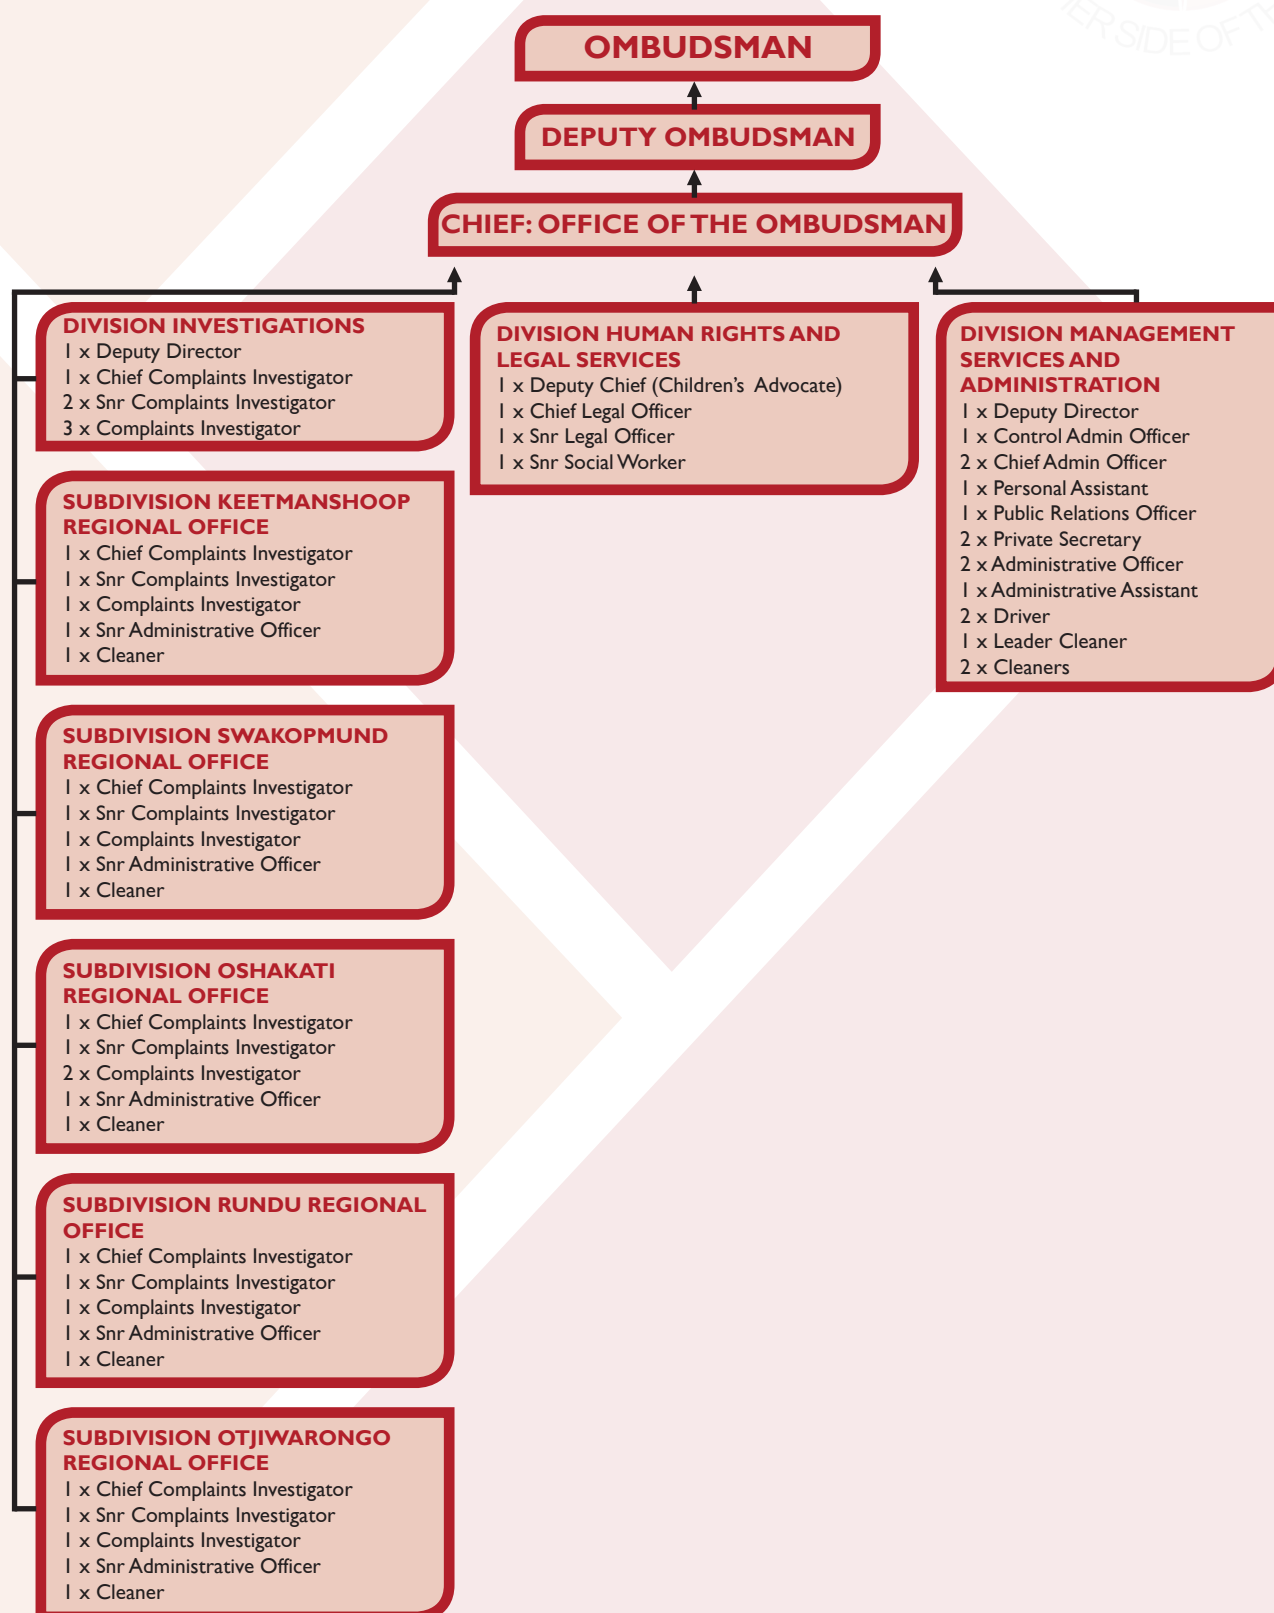 ER SIDE OF TH
OMBUDSMAN
DEPUTY OMBUDSMAN
CHIEF: OFFICE OF THE OMBUDSMAN
DIVISION INVESTIGATIONS
1 x Deputy Director
1 x Chief Complaints Investigator
2 x Snr Complaints Investigator
3 x Complaints Investigator
SUBDIVISION KEETMANSHOOP
REGIONAL OFFICE
1 x Chief Complaints Investigator
1 x Snr Complaints Investigator
1 x Complaints Investigator
1 x Snr Administrative Officer
1 x Cleaner
SUBDIVISION SWAKOPMUND
REGIONAL OFFICE
1 x Chief Complaints Investigator
1 x Snr Complaints Investigator
1 x Complaints Investigator
1 x Snr Administrative Officer
1 x Cleaner
SUBDIVISION OSHAKATI
REGIONAL OFFICE
1 x Chief Complaints Investigator
1 x Snr Complaints Investigator
2 x Complaints Investigator
1 x Snr Administrative Officer
1 x Cleaner
SUBDIVISION RUNDU REGIONAL
OFFICE
1 x Chief Complaints Investigator
1 x Snr Complaints Investigator
1 x Complaints Investigator
1 x Snr Administrative Officer
1 x Cleaner
SUBDIVISION OTJIWARONGO
REGIONAL OFFICE
1 x Chief Complaints Investigator
1 x Snr Complaints Investigator
1 x Complaints Investigator
1 x Snr Administrative Officer
1 x Cleaner
DIVISION HUMAN RIGHTS AND
LEGAL SERVICES
1 x Deputy Chief (Children's Advocate)
1 x Chief Legal Officer
1 x Snr Legal Officer
1 x Snr Social Worker
DIVISION MANAGEMENT
SERVICES AND
ADMINISTRATION
1 x Deputy Director
1 x Control Admin Officer
2 x Chief Admin Officer
1 x Personal Assistant
1 x Public Relations Officer
2 x Private Secretary
2 x Administrative Officer
1 x Administrative Assistant
2 x Driver
1 x Leader Cleaner
2 x Cleaners